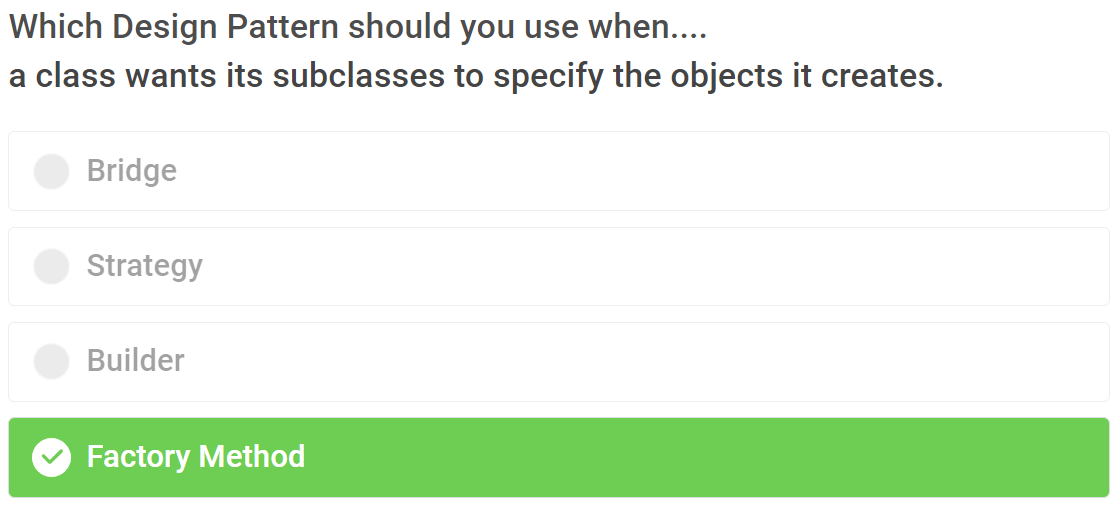 Which Design Pattern should you use when....
a class wants its subclasses to specify the objects it creates.
Bridge
Strategy
Builder
Factory Method